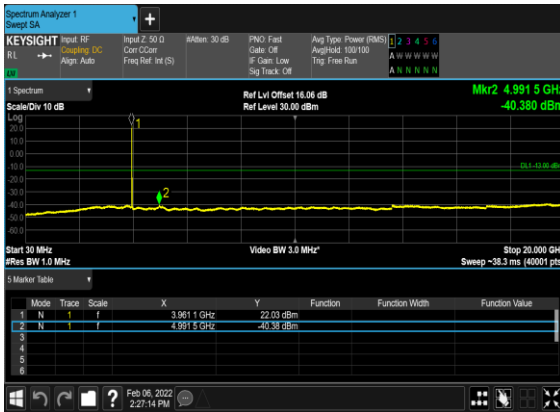 Spectrum Analyzer 1
Swept SA
+
KEYSIGHT Input: RF Input Z: 50 Ω #Atten: 30 dB PNO: Fast Avg Type: Power (RMS) 1 2 3 4 5 6
RL Coupling: DC Corr CCorr Gate: Off Avg|Hold: 100/100 A W W W W W
Align: Auto Freq Ref: Int (S) IF Gain: Low Trig: Free Run A N N N N N
LXI Sig Track: Off
1 Spectrum Ref Lvl Offset 16.06 dB Mkr2 4.991 5 GHz
Scale/Div 10 dB Ref Level 30.00 dBm -40.380 dBm
Log
20.0 1
10.0
0.00
-10.0 DL1 -13.00 dBm
-20.0
-30.0 2
-40.0
-50.0
-60.0
Start 30 MHz Video BW 3.0 MHz* Stop 20.000 GHz
#Res BW 1.0 MHz Sweep ~38.3 ms (40001 pts)
5 Marker Table
Mode Trace Scale X Y Function Function Width Function Value
1 N 1 f 3.961 1 GHz 22.03 dBm
2 N 1 f 4.991 5 GHz -40.38 dBm
3
4
5
6
? Feb 06, 2022
2:27:14 PM